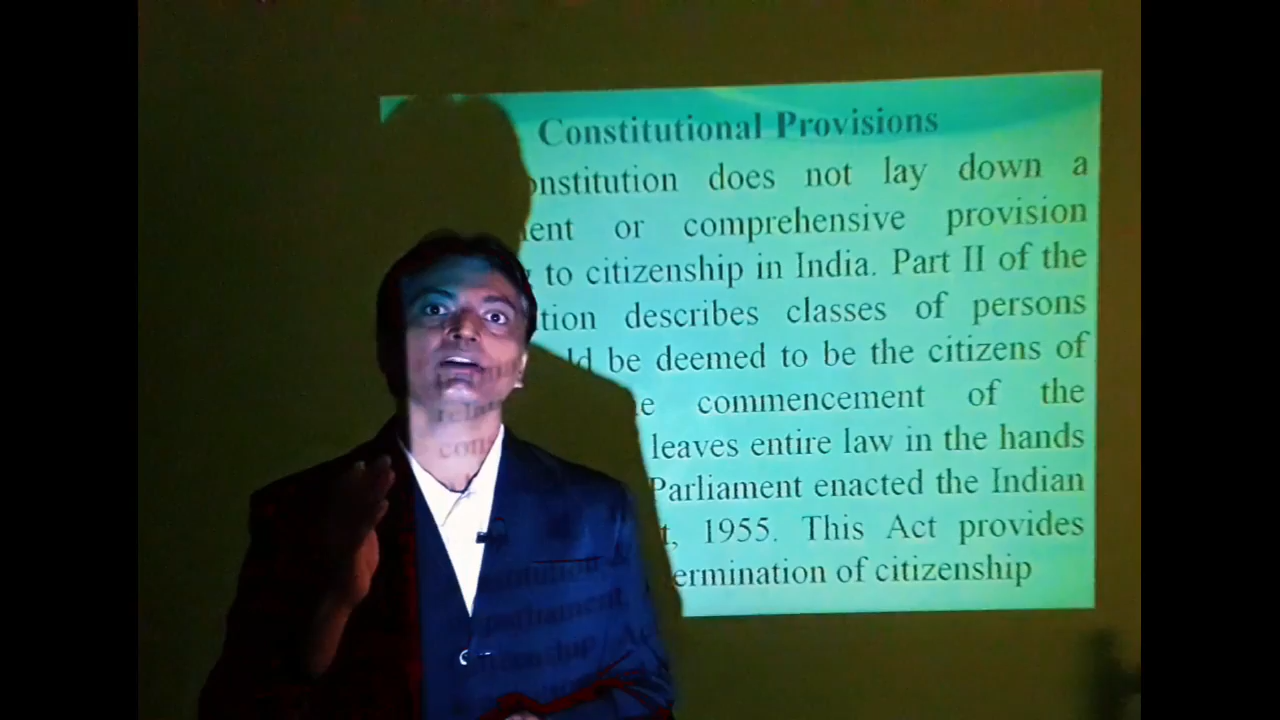 Constitutional Provisions
onstitution does not lay down a
ent or comprehensive provision
to citizenship in India. Part II of the
tion describes classes of persons
ld be deemed to be the citizens of
e commencement of the
leaves entire law in the hands
Parliament enacted the Indian
t, 1955. This Act provides
ermination of citizenship